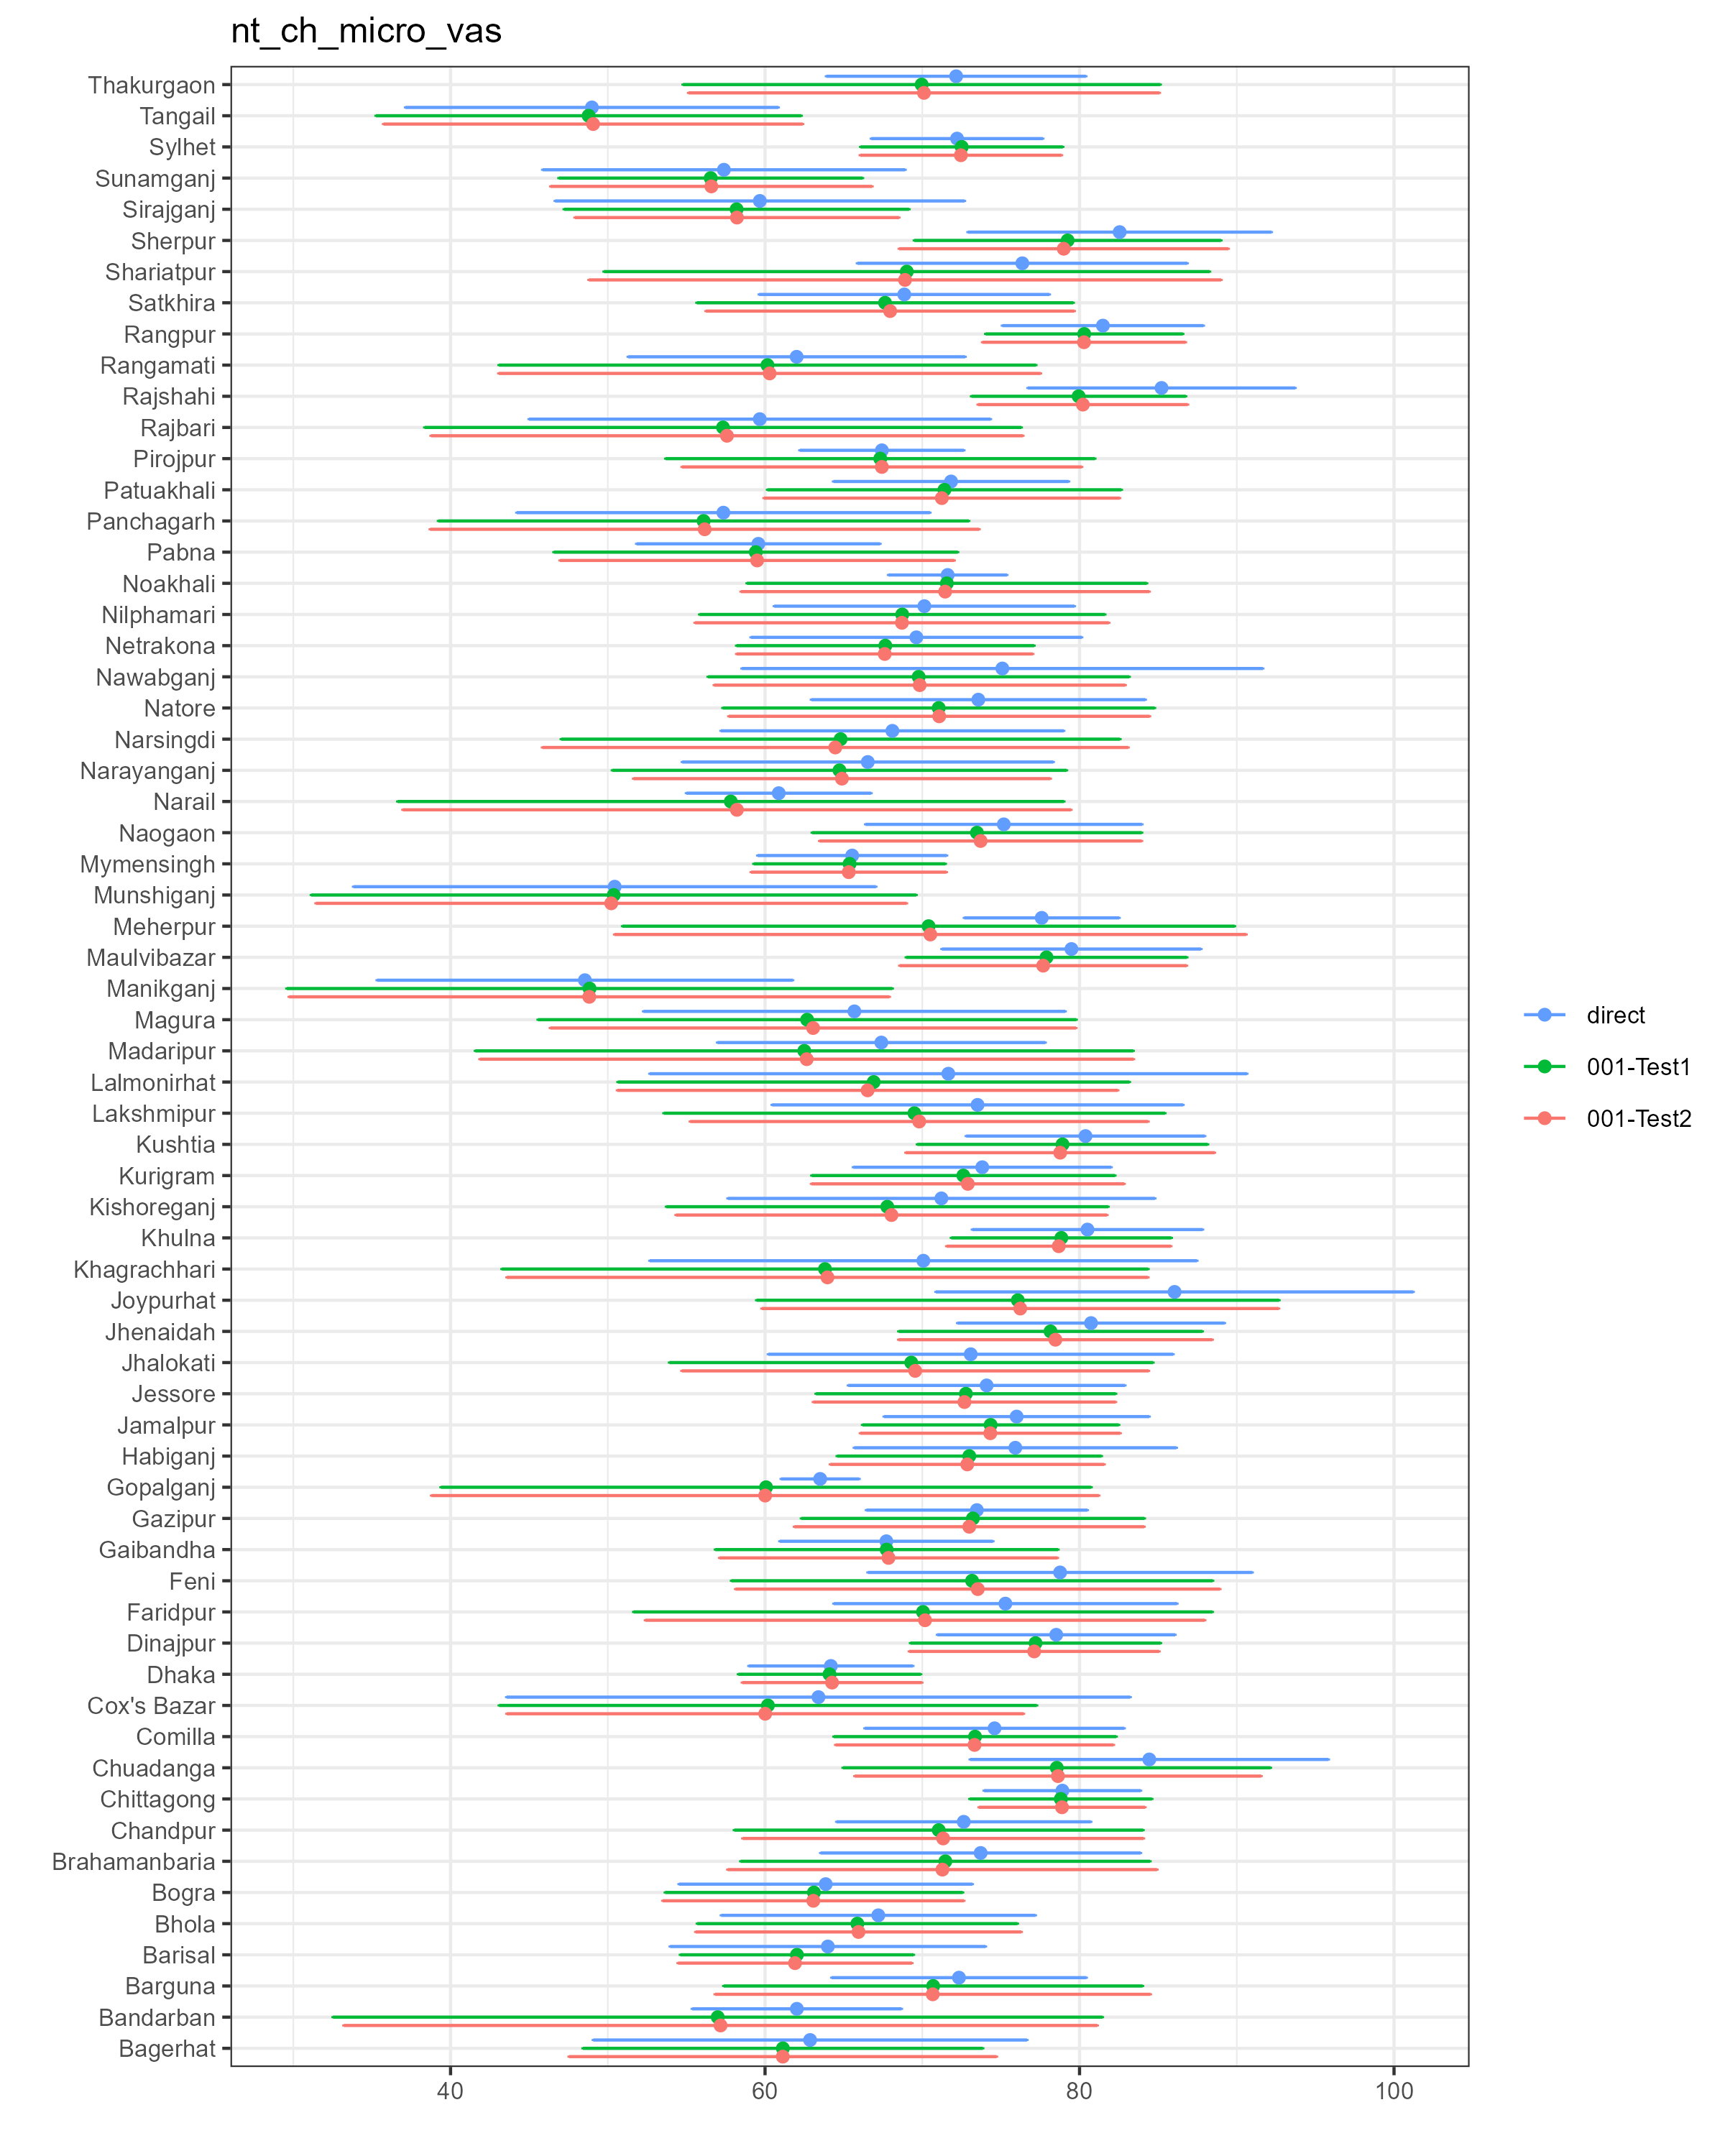 nt_ch_micro_vas
Thakurgaon
Tangail
Sylhet
Sunamganj
Sirajganj
Sherpur
Shariatpur
Satkhira
Rangpur
Rangamati
Rajshahi
Rajbari
Pirojpur
Patuakhali
Panchagarh
Pabna
Noakhali
Nilphamari
Netrakona
Nawabganj
Natore
Narsingdi
Narayanganj
Narail
Naogaon
Mymensingh
Munshiganj
Meherpur
Maulvibazar
Manikganj
Magura
Madaripur
Lalmonirhat
Lakshmipur
Kushtia
Kurigram
Kishoreganj
Khulna
Khagrachhari
Joypurhat
Jhenaidah
Jhalokati
Jessore
Jamalpur
Habiganj
Gopalganj
Gazipur
Gaibandha
Feni
Faridpur
Dinajpur
Dhaka
Cox's Bazar
Comilla
Chuadanga
Chittagong
Chandpur
Brahamanbaria
Bogra
Bhola
Barisal
Barguna
Bandarban
Bagerhat
40 60 80 100
direct
001-Test1
001-Test2